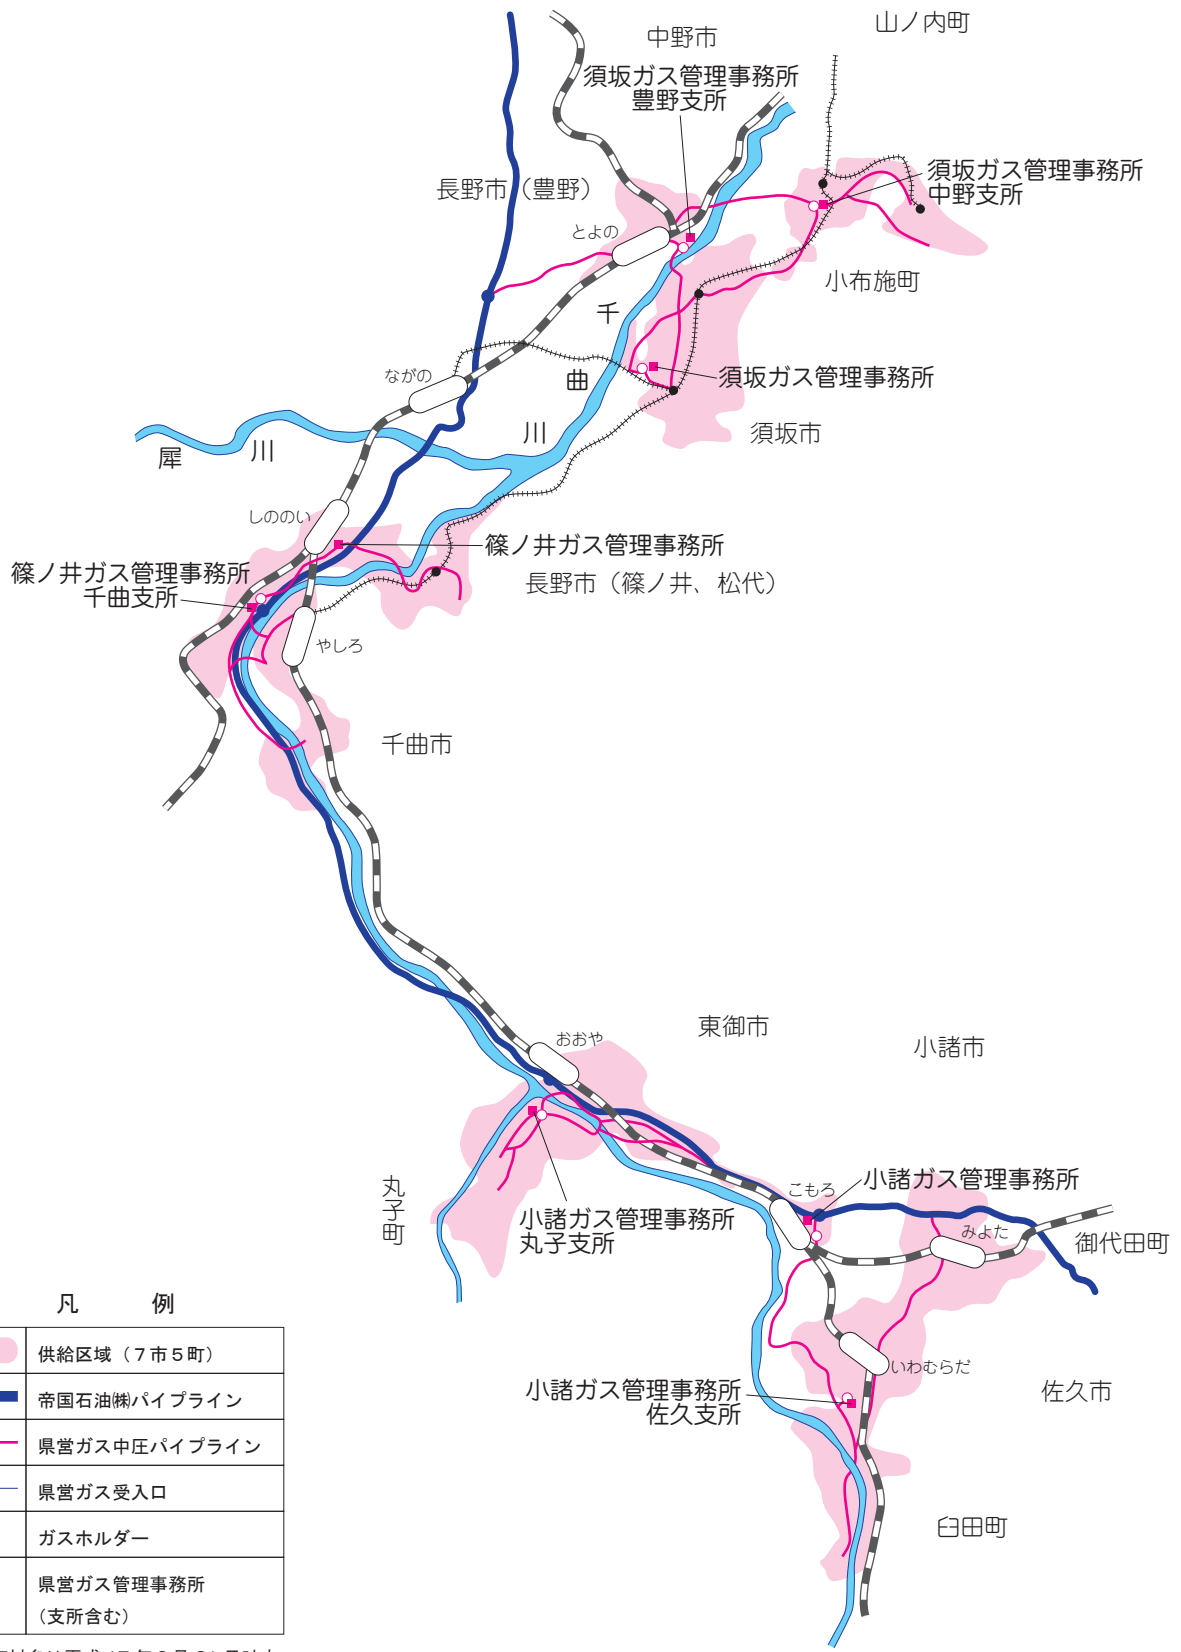 山ノ内町
中野市
須坂ガス管理事務所
豊野支所
須坂ガス管理事務所
中野支所
長野市（豊野）
とよの
小布施町
千
曲
川
ながの
須坂ガス管理事務所
須坂市
犀
川
しののい
篠ノ井ガス管理事務所
長野市（篠ノ井、松代）
篠ノ井ガス管理事務所
千曲支所
やしろ
千曲市
東御市
小諸市
おおや
丸子町
小諸ガス管理事務所
丸子支所
こもろ
小諸ガス管理事務所
みよた
御代田町
いわむらだ
佐久市
小諸ガス管理事務所
佐久支所
臼田町
凡　例
供給区域（７市５町）
帝国石油㈱パイプライン
県営ガス中圧パイプライン
県営ガス受入口
ガスホルダー
県営ガス管理事務所
（支所含む）